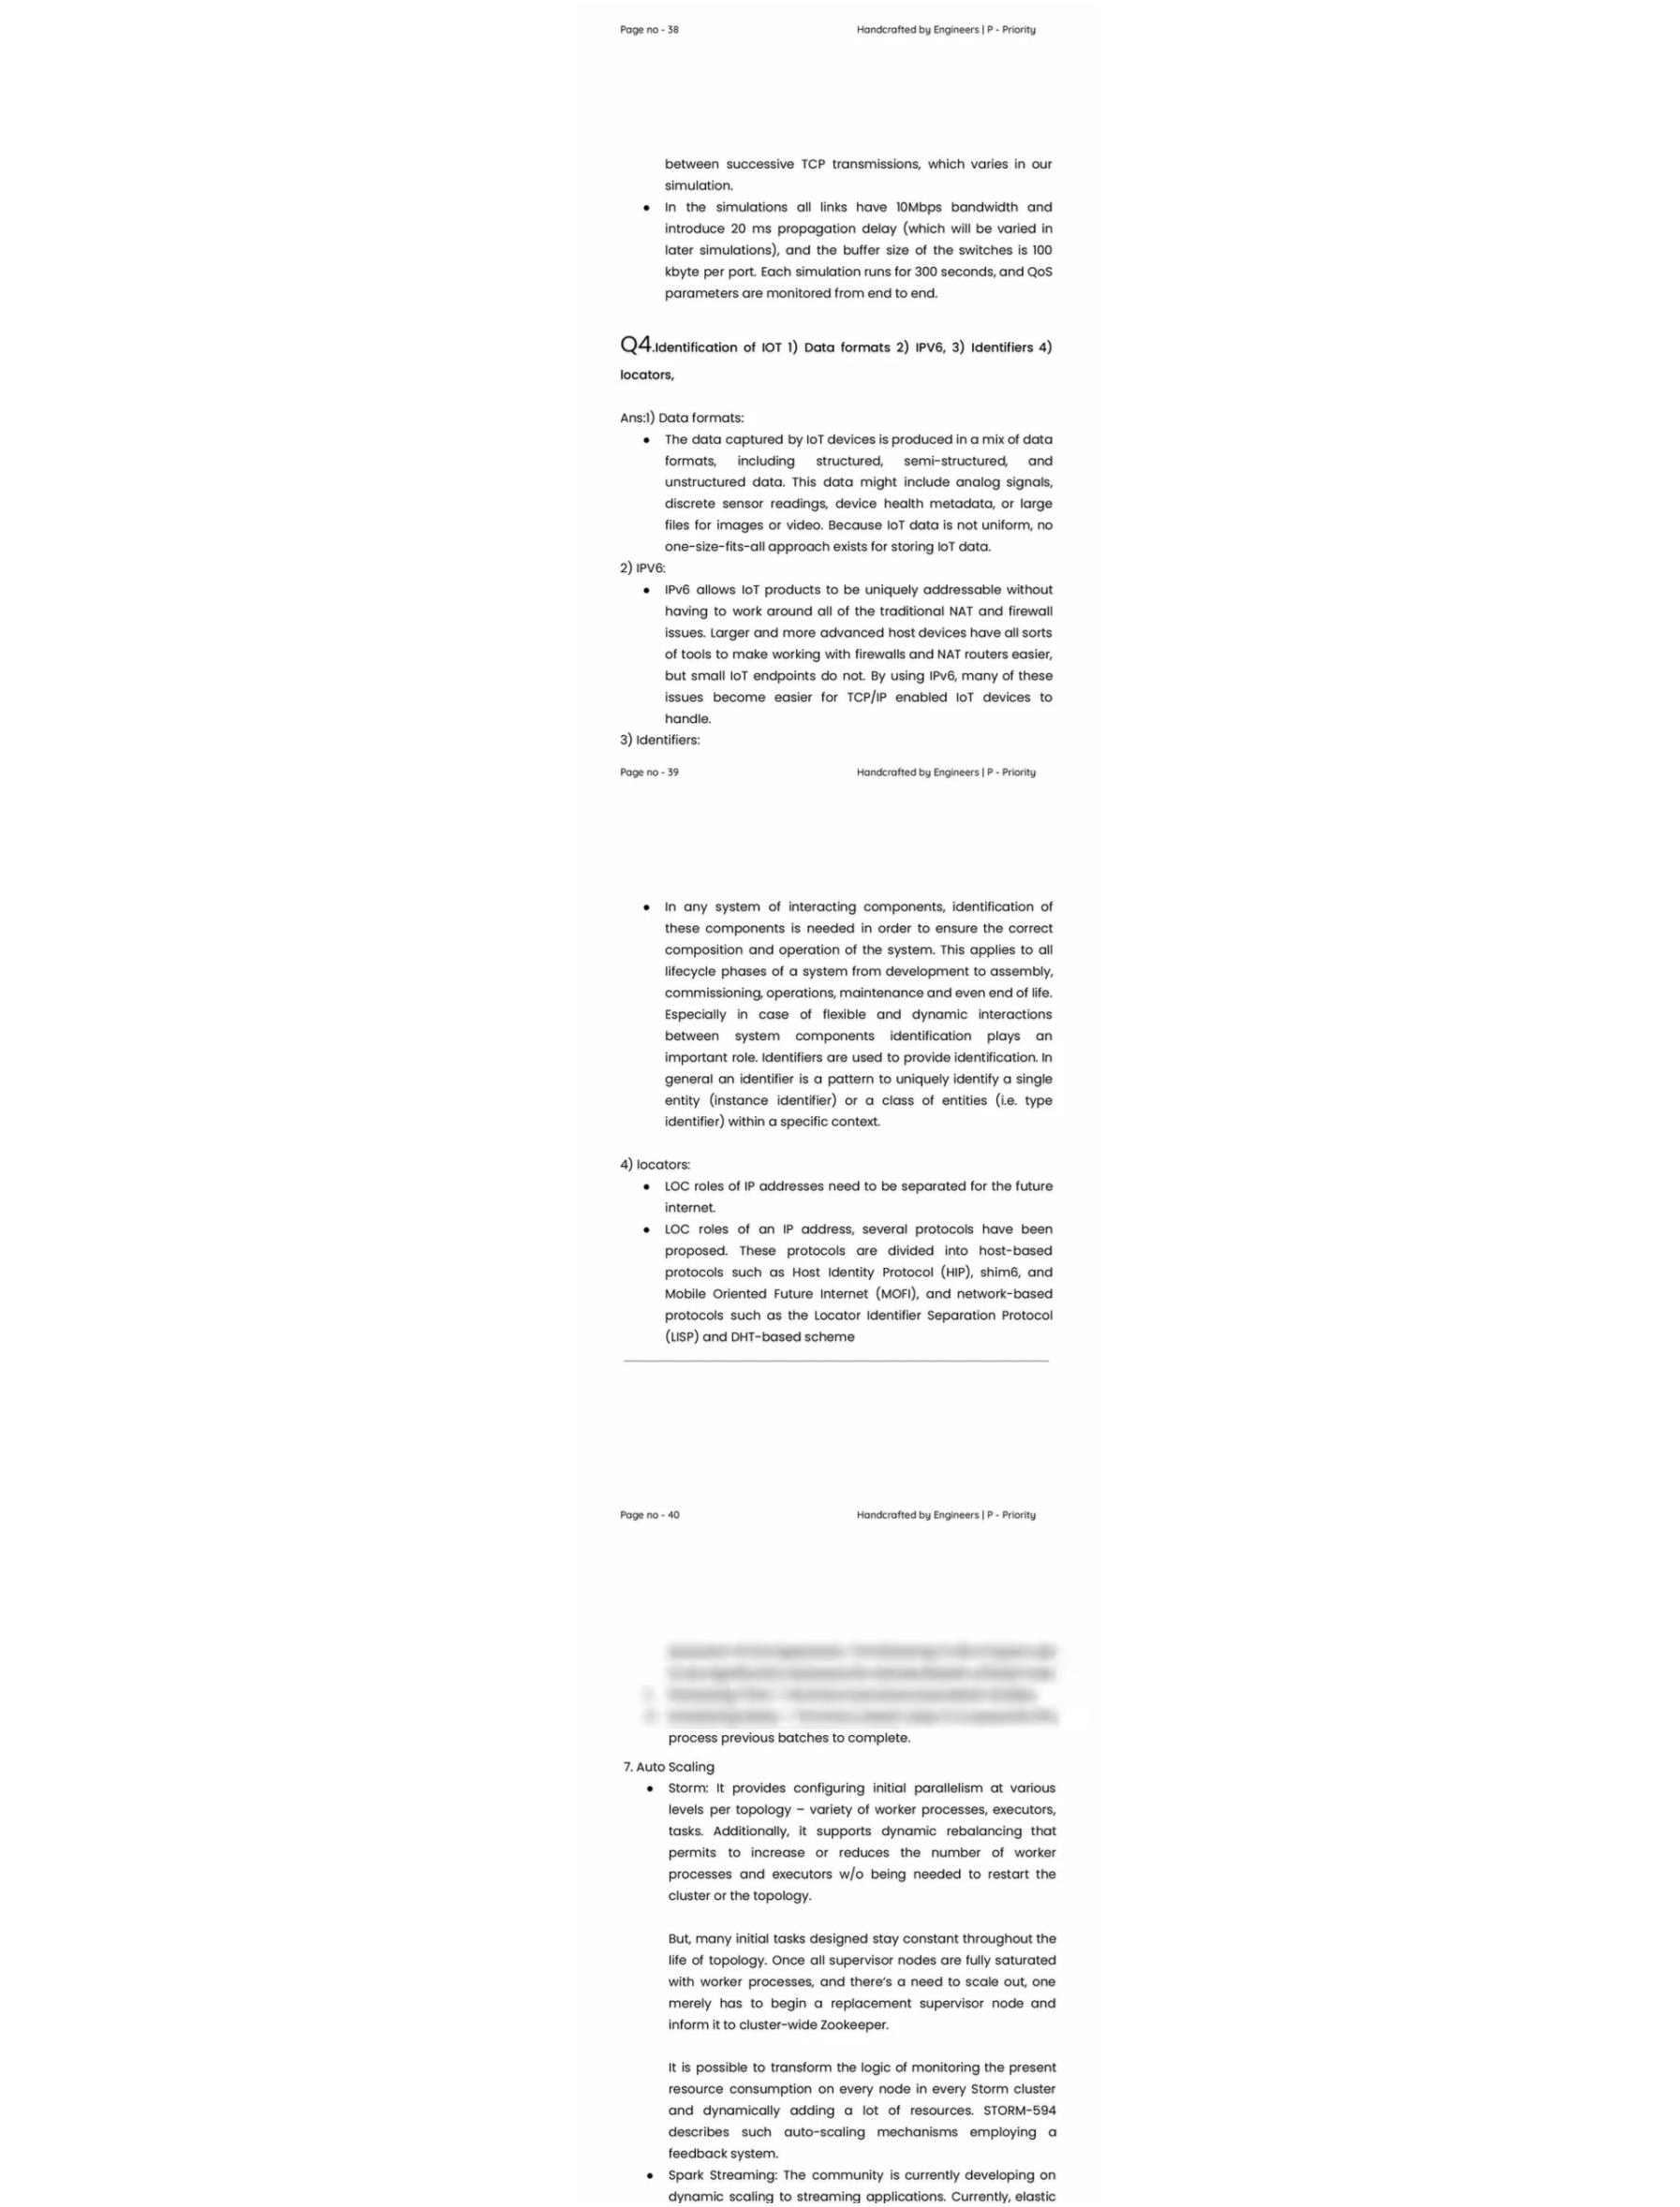 Page no - 38 Handcrafted by Engineers | P - Priority
between successive TCP transmissions, which varies in our
simulation.
● In the simulations all links have 10Mbps bandwidth and
introduce 20 ms propagation delay (which will be varied in
later simulations), and the buffer size of the switches is 100
kbyte per port. Each simulation runs for 300 seconds, and QoS
parameters are monitored from end to end.
Q4.Identification of IOT 1) Data formats 2) IPV6, 3) Identifiers 4)
locators,
Ans:1) Data formats:
● The data captured by IoT devices is produced in a mix of data
formats, including structured, semi-structured, and
unstructured data. This data might include analog signals,
discrete sensor readings, device health metadata, or large
files for images or video. Because IoT data is not uniform, no
one-size-fits-all approach exists for storing IoT data.
2) IPV6:
● IPv6 allows IoT products to be uniquely addressable without
having to work around all of the traditional NAT and firewall
issues. Larger and more advanced host devices have all sorts
of tools to make working with firewalls and NAT routers easier,
but small IoT endpoints do not. By using IPv6, many of these
issues become easier for TCP/IP enabled IoT devices to
handle.
3) Identifiers:
Page no - 39 Handcrafted by Engineers | P - Priority
● In any system of interacting components, identification of
these components is needed in order to ensure the correct
composition and operation of the system. This applies to all
lifecycle phases of a system from development to assembly,
commissioning, operations, maintenance and even end of life.
Especially in case of flexible and dynamic interactions
between system components identification plays an
important role. Identifiers are used to provide identification. In
general an identifier is a pattern to uniquely identify a single
entity (instance identifier) or a class of entities (i.e. type
identifier) within a specific context.
4) locators:
● LOC roles of IP addresses need to be separated for the future
internet.
● LOC roles of an IP address, several protocols have been
proposed. These protocols are divided into host-based
protocols such as Host Identity Protocol (HIP), shim6, and
Mobile Oriented Future Internet (MOFI), and network-based
protocols such as the Locator Identifier Separation Protocol
(LISP) and DHT-based scheme
Page no - 40 Handcrafted by Engineers | P - Priority
process previous batches to complete.
7. Auto Scaling
● Storm: It provides configuring initial parallelism at various
levels per topology – variety of worker processes, executors,
tasks. Additionally, it supports dynamic rebalancing that
permits to increase or reduces the number of worker
processes and executors w/o being needed to restart the
cluster or the topology.
But, many initial tasks designed stay constant throughout the
life of topology. Once all supervisor nodes are fully saturated
with worker processes, and there's a need to scale out, one
merely has to begin a replacement supervisor node and
inform it to cluster-wide Zookeeper.
It is possible to transform the logic of monitoring the present
resource consumption on every node in every Storm cluster
and dynamically adding a lot of resources. STORM-594
describes such auto-scaling mechanisms employing a
feedback system.
● Spark Streaming: The community is currently developing on
dynamic scaling to streaming applications. Currently, elastic